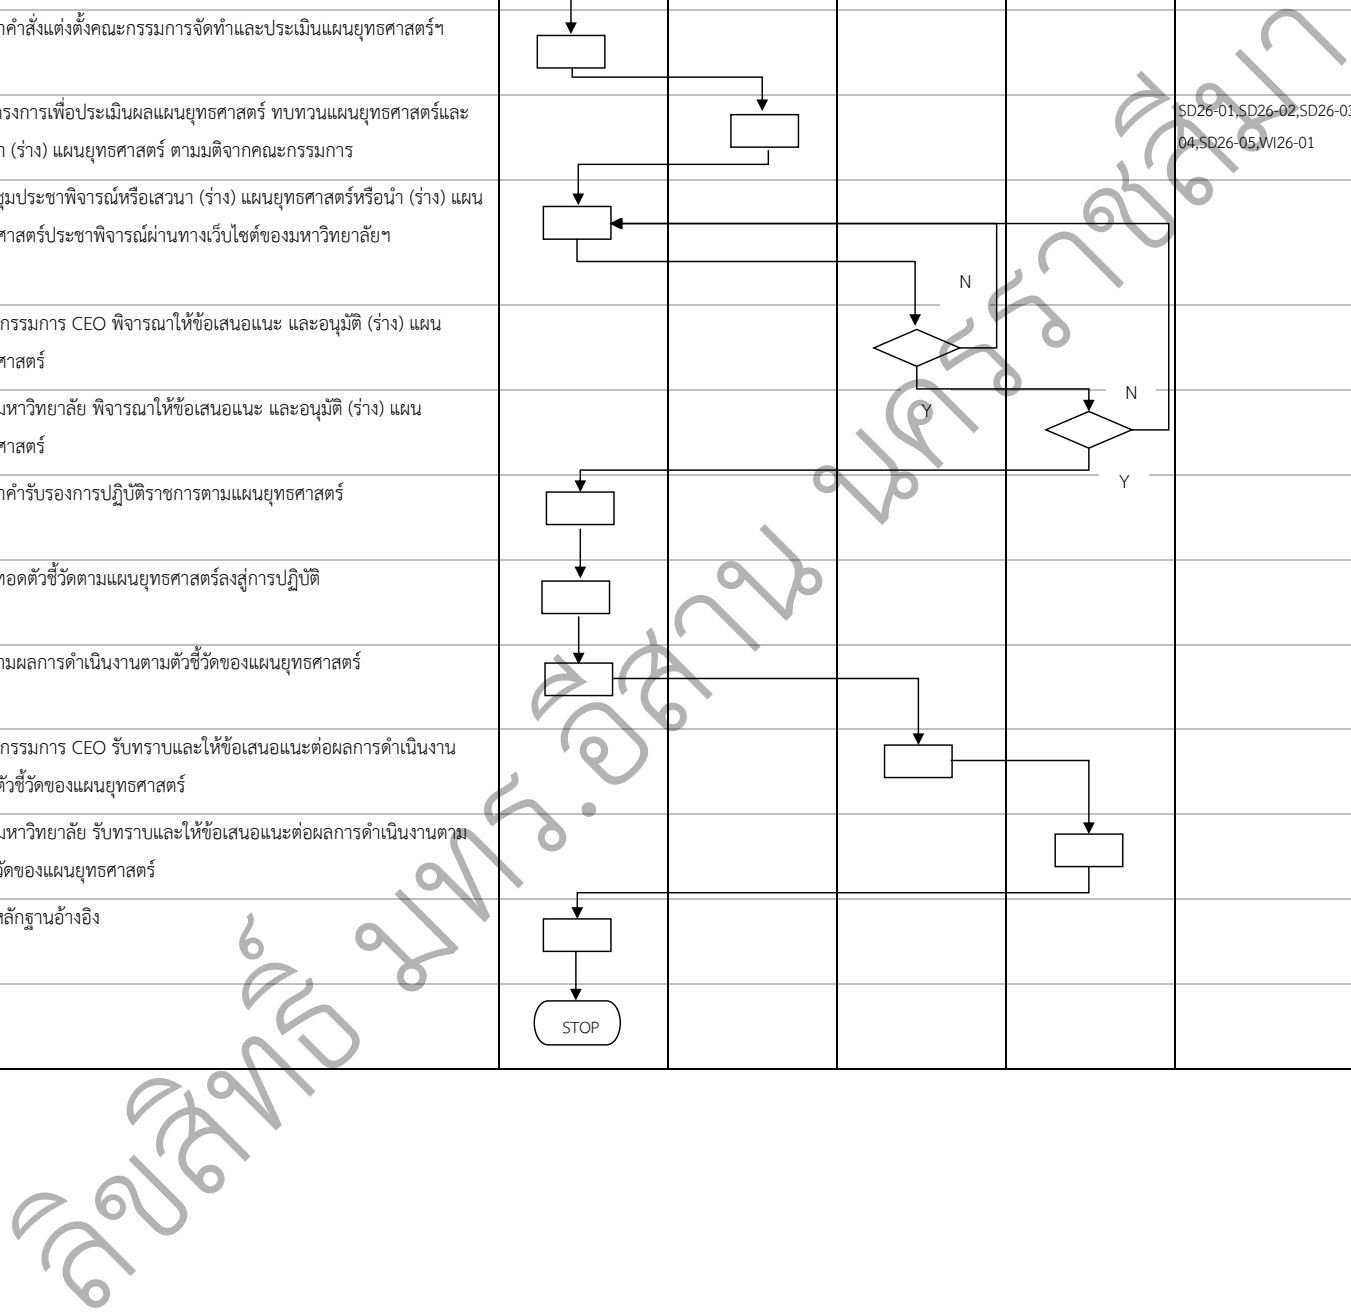 าคำสั่งแต่งตั้งคณะกรรมการจัดทำและประเมินแผนยุทธศาสตร์ฯ
ครงการเพื่อประเมินผลแผนยุทธศาสตร์ ทบทวนแผนยุทธศาสตร์และ
า (ร่าง) แผนยุทธศาสตร์ ตามมติจากคณะกรรมการ
SD26-01,SD26-02,SD26-03
04,SD26-05,WI26-01
ชุมประชาพิจารณ์หรือเสวนา (ร่าง) แผนยุทธศาสตร์หรือนำ (ร่าง) แผน
ศาสตร์ประชาพิจารณ์ผ่านทางเว็บไซต์ของมหาวิทยาลัยฯ
N
กรรมการ CEO พิจารณาให้ข้อเสนอแนะ และอนุมัติ (ร่าง) แผน
ศาสตร์
N
Y
มหาวิทยาลัย พิจารณาให้ข้อเสนอแนะ และอนุมัติ (ร่าง) แผน
ศาสตร์
Y
าคำรับรองการปฏิบัติราชการตามแผนยุทธศาสตร์
ทอดตัวชี้วัดตามแผนยุทธศาสตร์ลงสู่การปฏิบัติ
ามผลการดำเนินงานตามตัวชี้วัดของแผนยุทธศาสตร์
กรรมการ CEO รับทราบและให้ข้อเสนอแนะต่อผลการดำเนินงาน
ตัวชี้วัดของแผนยุทธศาสตร์
มหาวิทยาลัย รับทราบและให้ข้อเสนอแนะต่อผลการดำเนินงานตาม
วัดของแผนยุทธศาสตร์
หลักฐานอ้างอิง
STOP
ลิขสิทธิ์ มทร.อีสาน นครราชสีมา